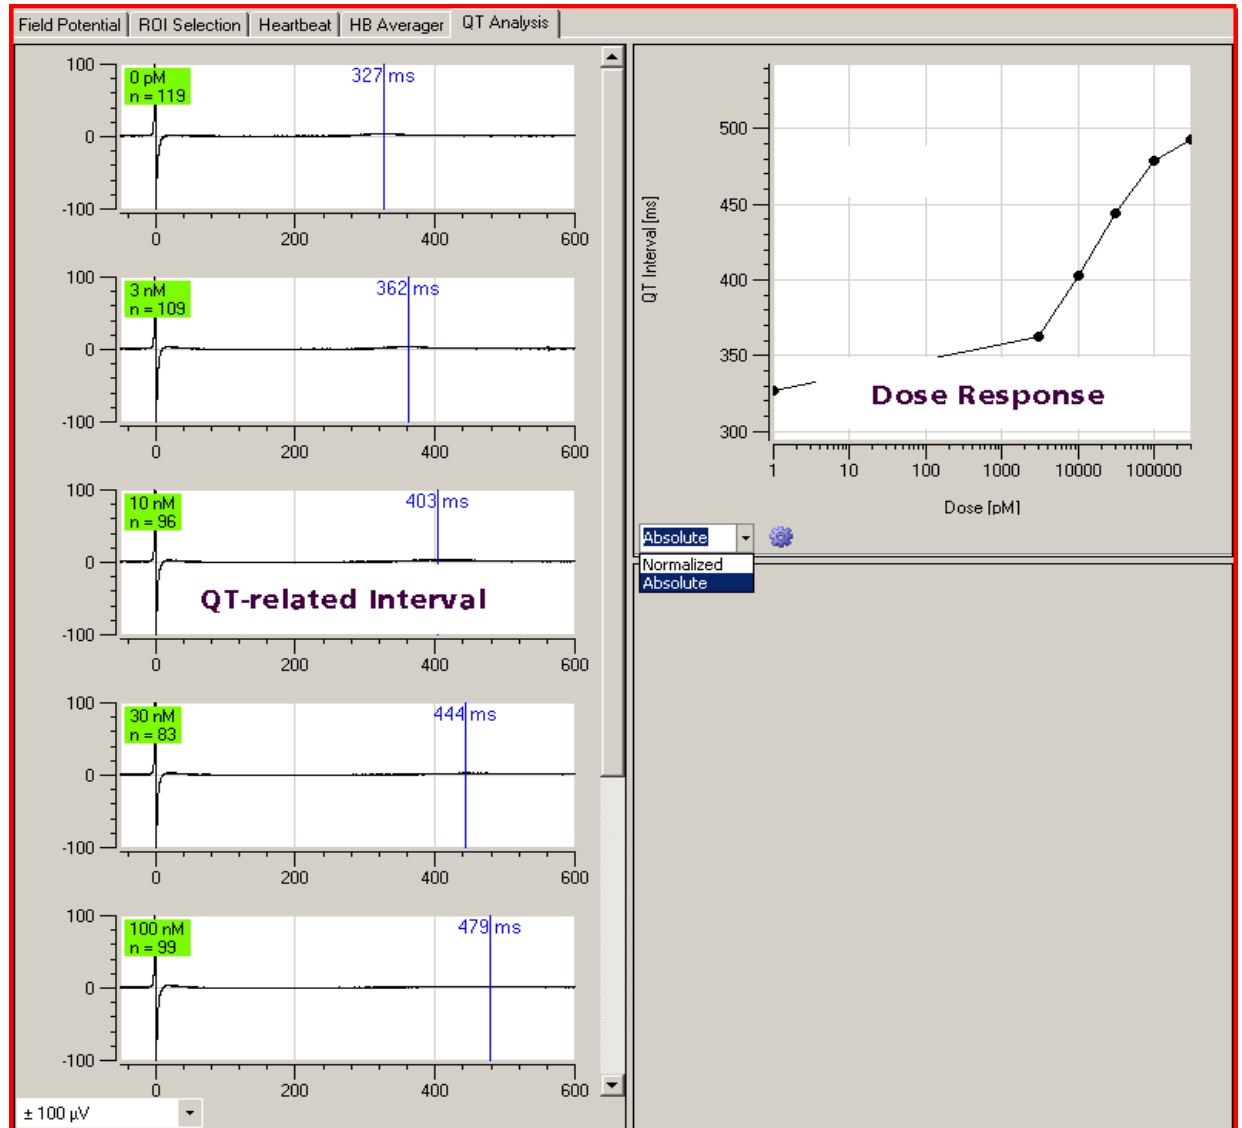 Field Potential ROI Selection Heartbeat HB Averager QT Analysis
100
0
-100
0 pM
n = 119
327 ms
0 200 400 600
100
0
-100
3 nM
n = 109
362 ms
0 200 400 600
100
0
-100
10 nM
n = 96
403 ms
QT-related Interval
0 200 400 600
100
0
-100
30 nM
n = 83
444 ms
0 200 400 600
100
0
-100
100 nM
n = 99
479 ms
0 200 400 600
± 100 µV
QT Interval [ms]
500
450
400
350
300
Dose Response
1 10 100 1000 10000 100000
Dose [pM]
Absolute
Normalized
Absolute